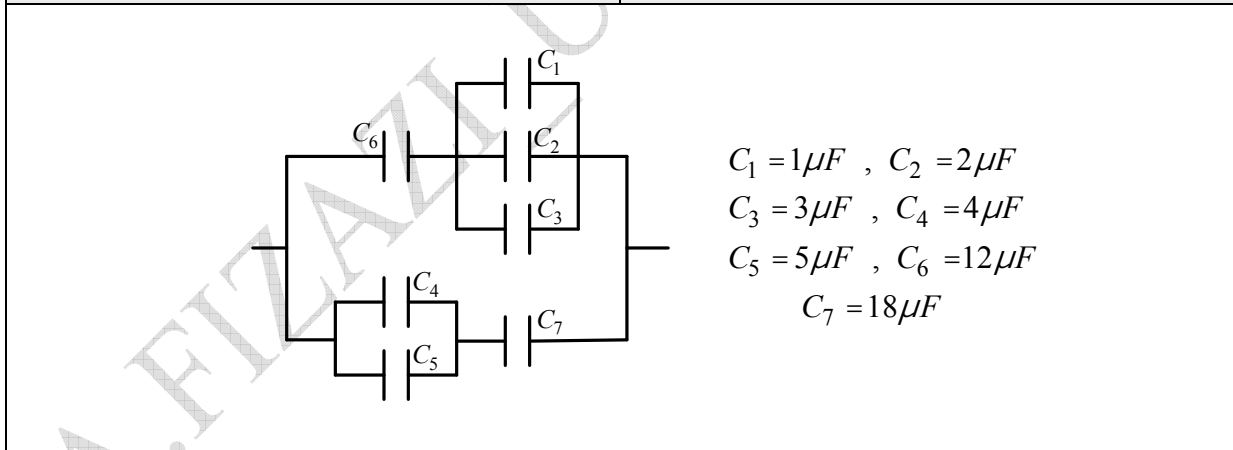 C₁
C₆
C₂
C₃
C₄
C₇
C₅
C₁ = 1μF , C₂ = 2μF
C₃ = 3μF , C₄ = 4μF
C₅ = 5μF , C₆ = 12μF
C₇ = 18μF
A.FIZAZI_U